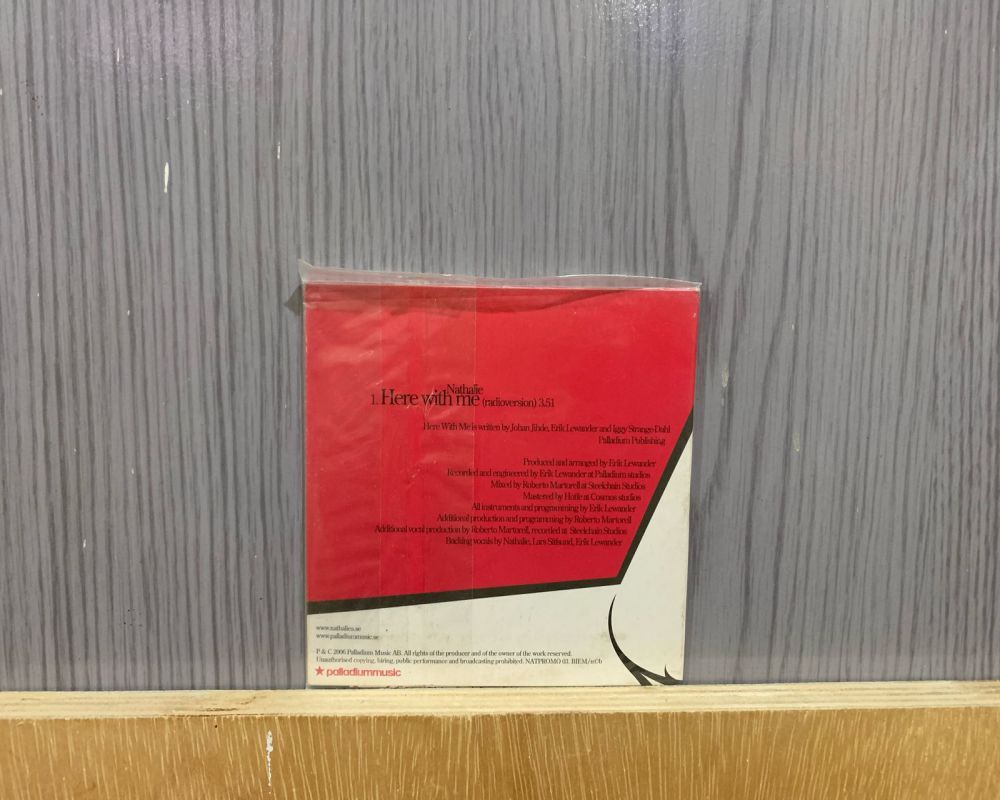 Nathalie
1. Here with me (radioversion) 3.51
Here With Me is written by Johan Jihde, Erik Lewander and Iggy Strange-Dahl
Palladium Publishing
Produced and arranged by Erik Lewander
Recorded and engineered by Erik Lewander at Palladium studios
Mixed by Roberto Martorell at Steelchain Studios
Mastered by Hoffe at Cosmos studios
All instruments and programming by Erik Lewander
Additional production and programming by Roberto Martorell
Additional vocal production by Roberto Martorell, recorded at Steelchain Studios
Backing vocals by Nathalie, Lars Säfsund, Erik Lewander
www.nathalien.se
www.palladiummusic.se
P & C 2006 Palladium Music AB. All rights of the producer and of the owner of the work reserved.
Unauthorised copying, hiring, public performance and broadcasting prohibited. NATPROMO 03. BIEM/n©b
palladiummusic